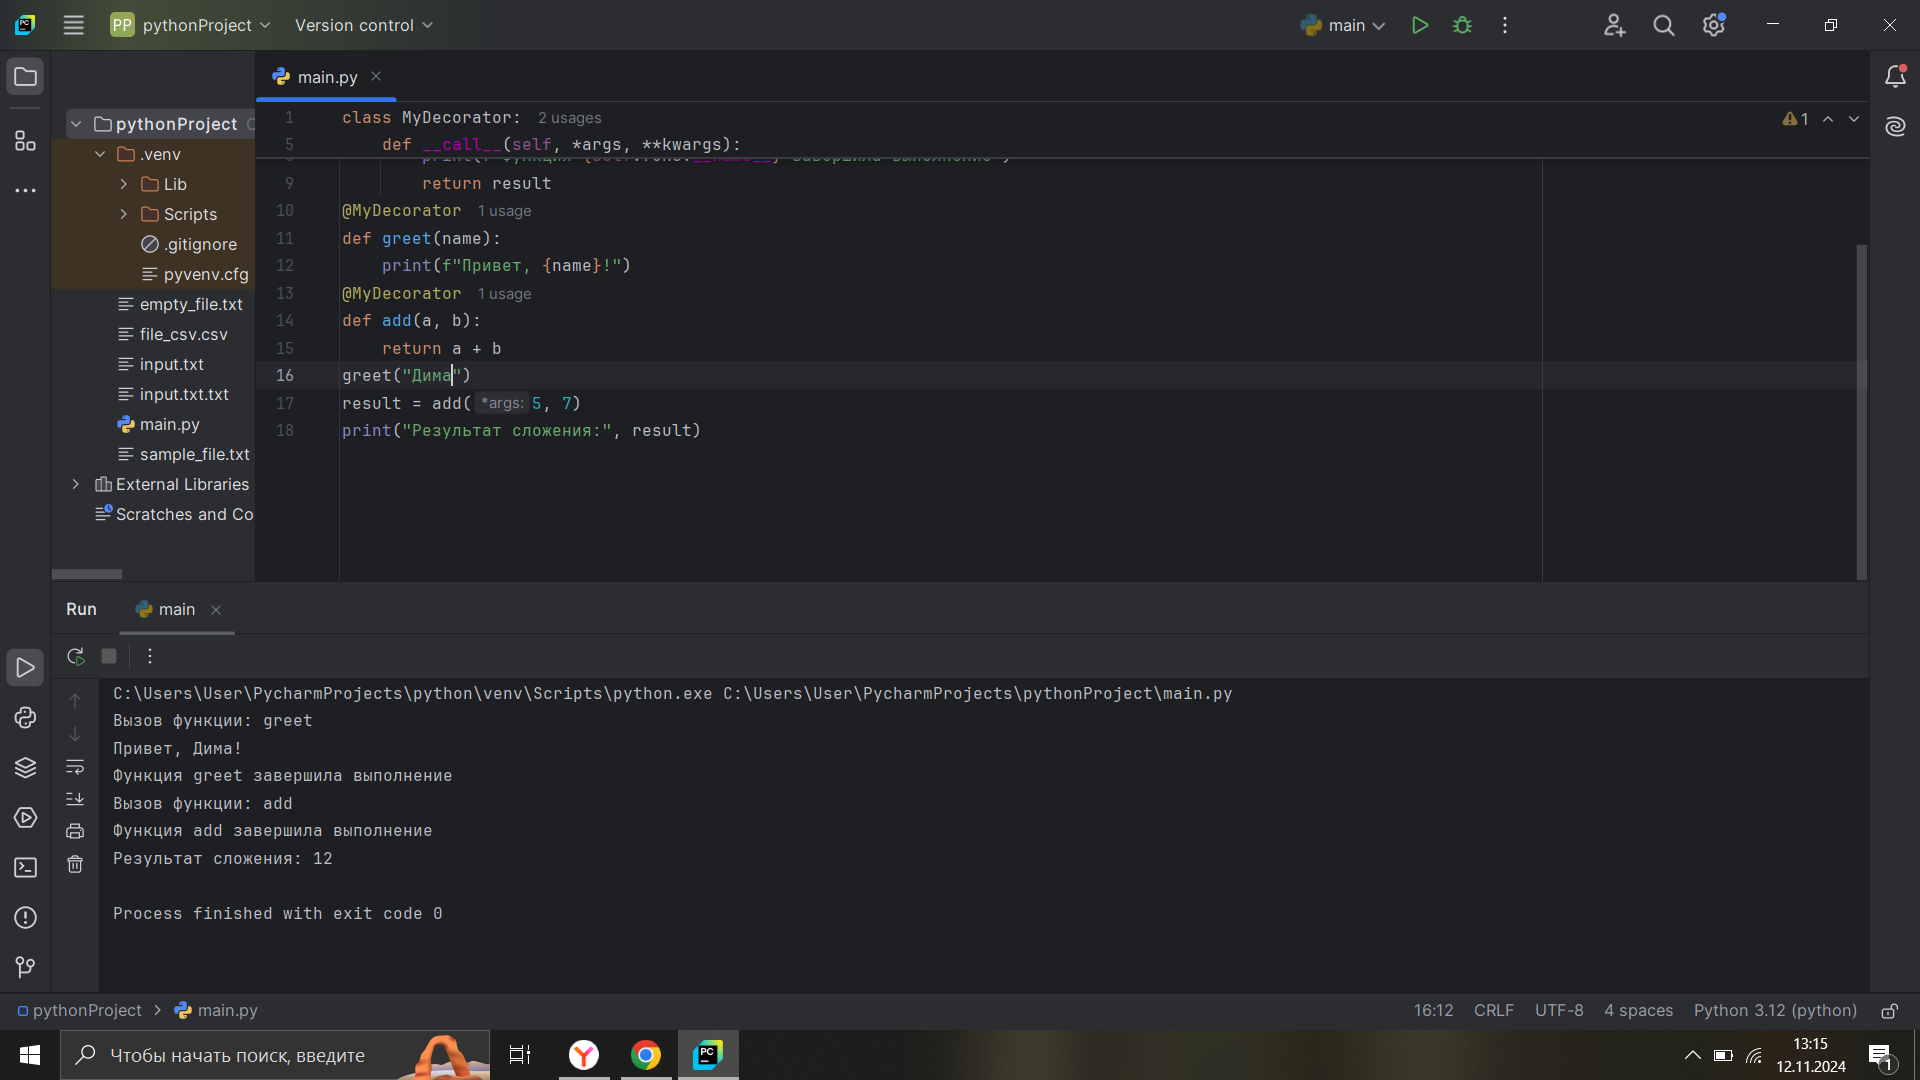 PP pythonProject Version control main
main.py
pythonProject
.venv
Lib
Scripts
.gitignore
pyvenv.cfg
empty_file.txt
file_csv.csv
input.txt
input.txt.txt
main.py
sample_file.txt
External Libraries
Scratches and Co
1 class MyDecorator: 2 usages
5 def __call__(self, *args, **kwargs):
9 return result
10 @MyDecorator 1 usage
11 def greet(name):
12 print(f"Привет, {name}!")
13 @MyDecorator 1 usage
14 def add(a, b):
15 return a + b
16 greet("Дима")
17 result = add( *args: 5, 7)
18 print("Результат сложения:", result)
1
Run main
C:\Users\User\PycharmProjects\python\venv\Scripts\python.exe C:\Users\User\PycharmProjects\pythonProject\main.py
Вызов функции: greet
Привет, Дима!
Функция greet завершила выполнение
Вызов функции: add
Функция add завершила выполнение
Результат сложения: 12
Process finished with exit code 0
pythonProject > main.py
16:12 CRLF UTF-8 4 spaces Python 3.12 (python)
Чтобы начать поиск, введите
13:15
12.11.2024
1